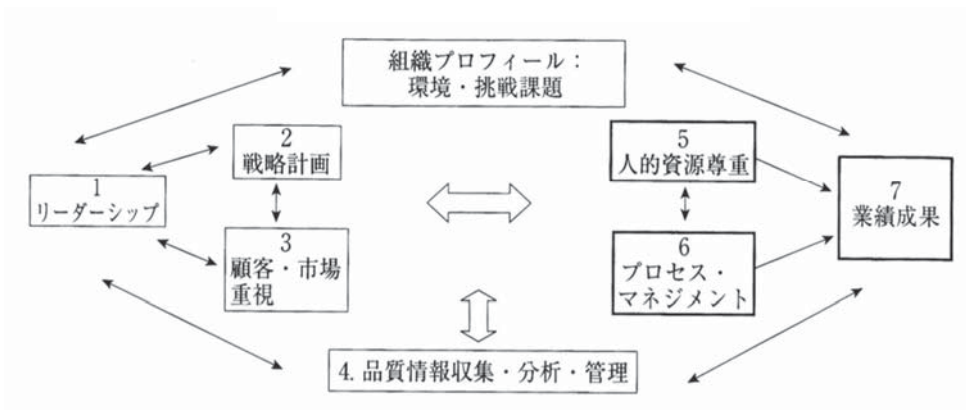 組織プロフィール：
環境・挑戦課題
1
リーダーシップ
2
戦略計画
3
顧客・市場
重視
5
人的資源尊重
6
プロセス・
マネジメント
7
業績成果
4. 品質情報収集・分析・管理